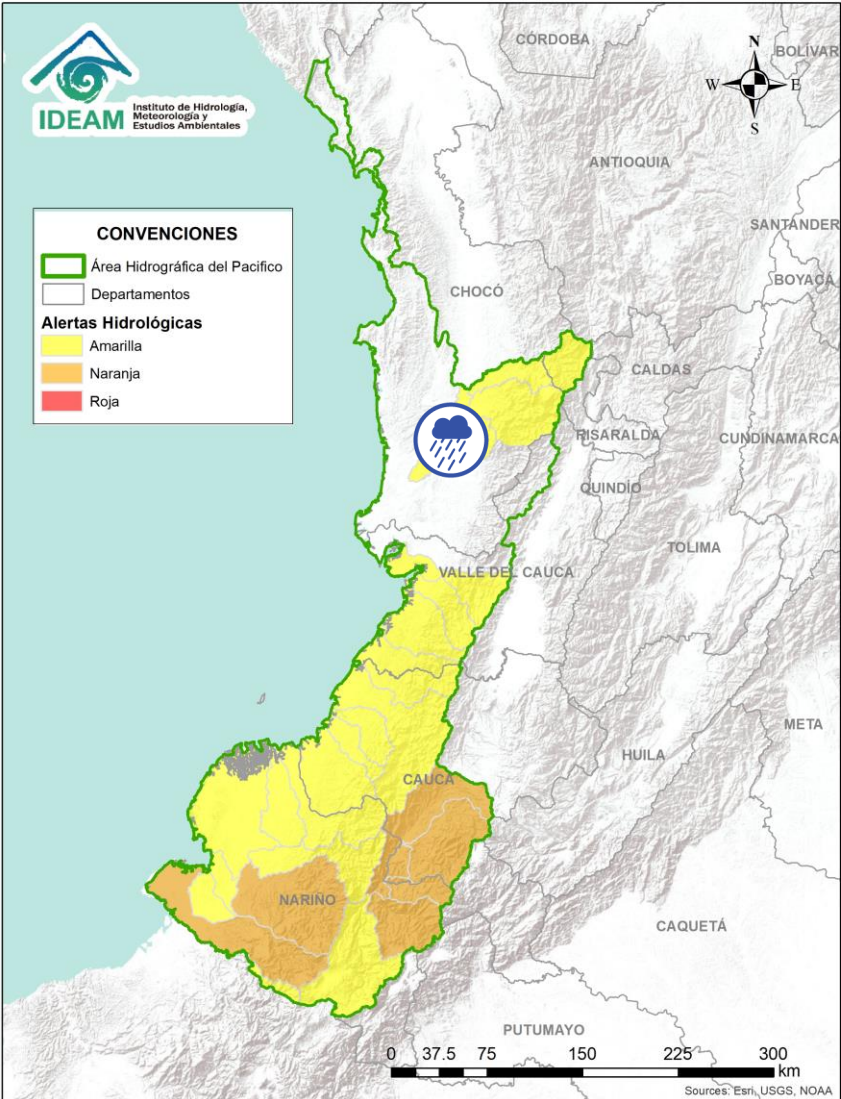 IDEAM
Instituto de Hidrología,
Meteorología y
Estudios Ambientales
CONVENCIONES
Área Hidrográfica del Pacifico
Departamentos
Alertas Hidrológicas
Amarilla
Naranja
Roja
N
W E
S
CÓRDOBA
BOLÍVAR
ANTIOQUIA
SANTANDER
BOYACÁ
CHOCÓ
CALDAS
RISARALDA
CUNDINAMARCA
QUINDÍO
TOLIMA
VALLE DEL CAUCA
META
HUILA
CAUCA
NARIÑO
CAQUETÁ
PUTUMAYO
0 37.5 75 150 225 300
km
Sources: Esri, USGS, NOAA